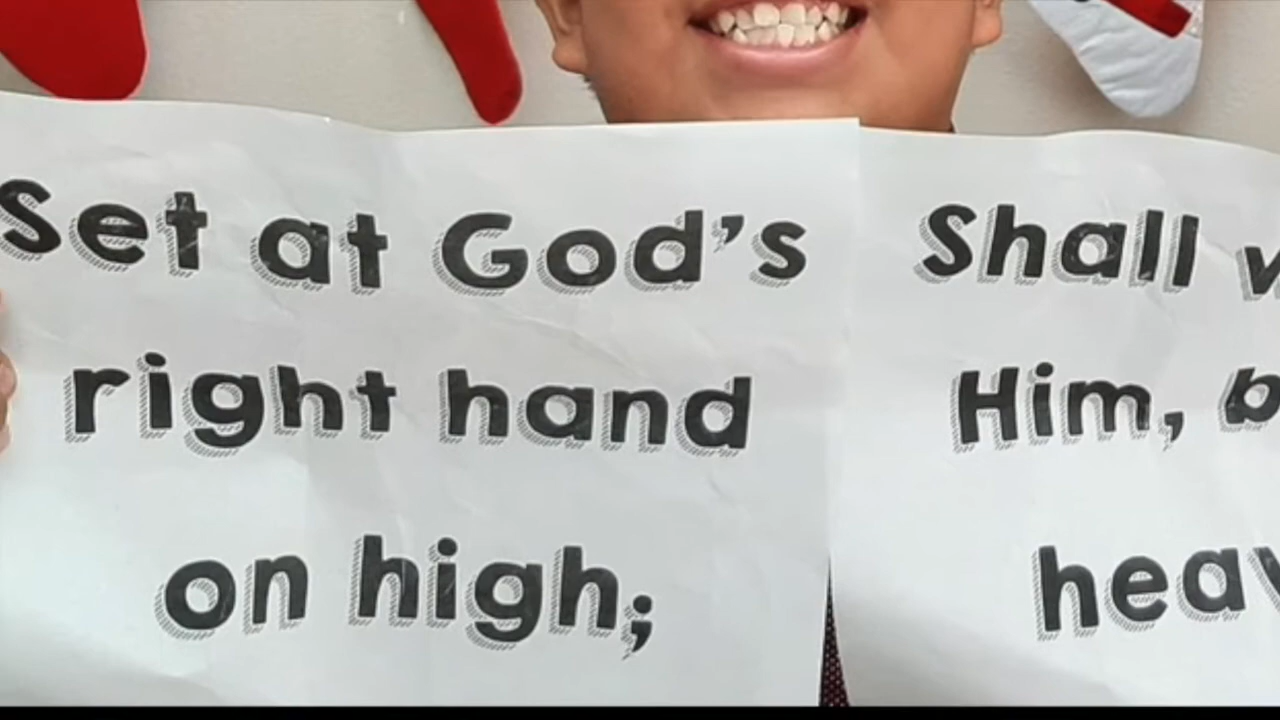 Set at God's
right hand
on high;
Shall
Him,